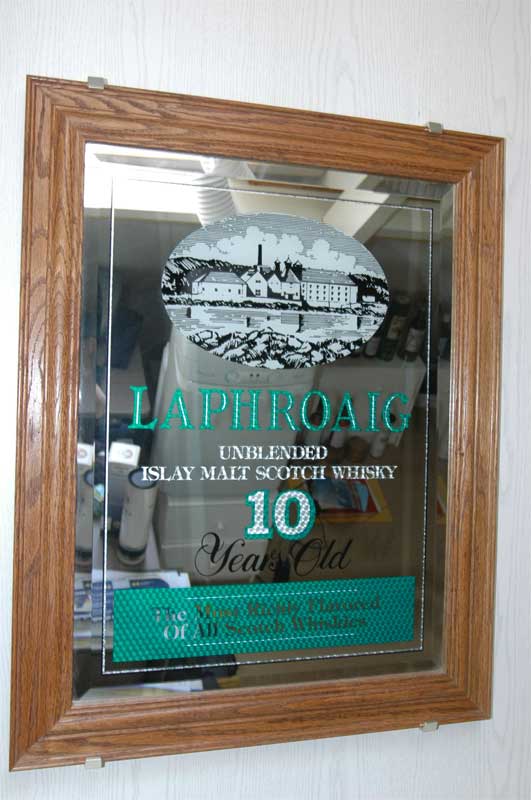 LAPHROAIG
UNBLENDED
ISLAY MALT SCOTCH WHISKY
10
Years Old
The Most Richly Flavored
Of All Scotch Whiskies